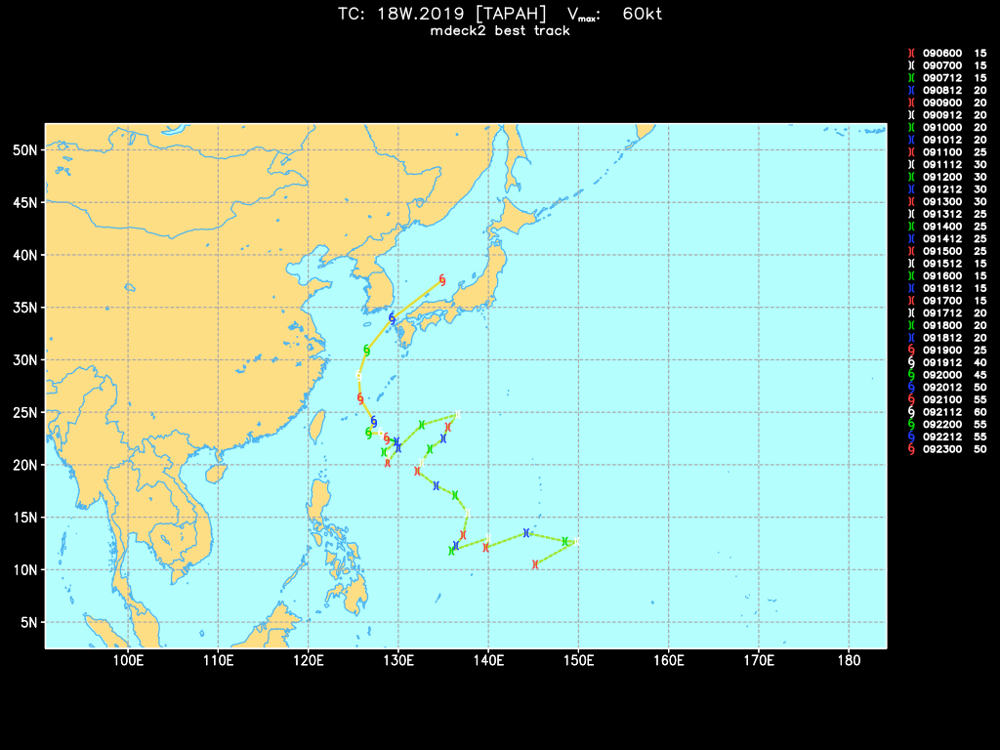 TC: 18W.2019 [TAPAH] Vmax: 60kt
mdeck2 best track
090600 15
090700 15
090712 15
090812 20
090900 20
090912 20
091000 20
091012 20
091100 25
091112 30
091200 30
091212 30
091300 30
091312 25
091400 25
091412 25
091500 25
091512 15
091600 15
091612 15
091700 15
091712 20
091800 20
091812 20
091900 25
091912 40
092000 45
092012 50
092100 55
092112 60
092200 55
092212 55
092300 50
50N
45N
40N
35N
30N
25N
20N
15N
10N
5N
100E 110E 120E 130E 140E 150E 160E 170E 180